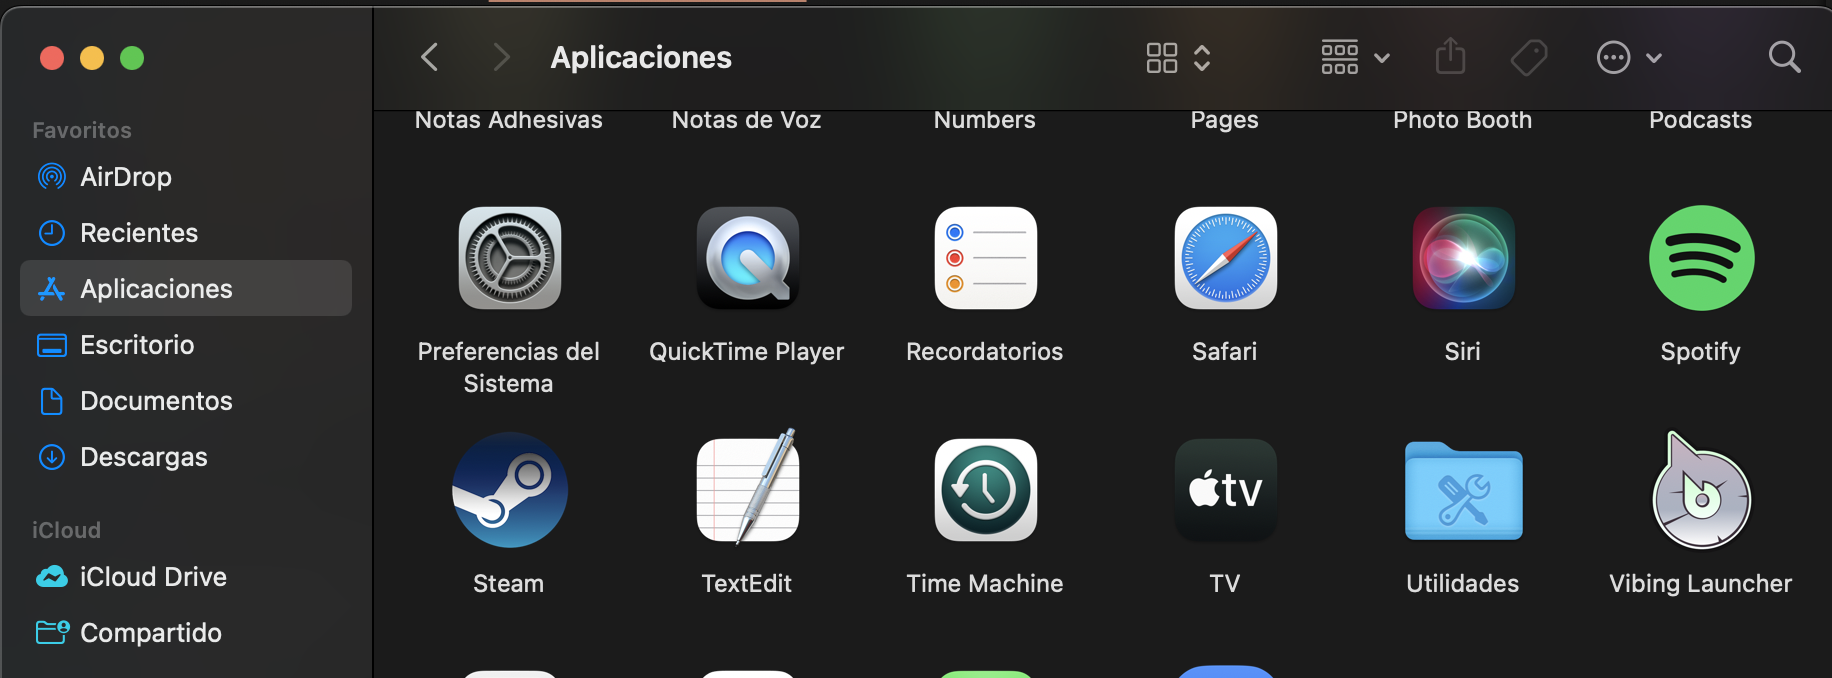 Aplicaciones
Favoritos
AirDrop
Recientes
Aplicaciones
Escritorio
Documentos
Descargas
iCloud
iCloud Drive
Compartido
Notas Adhesivas
Notas de Voz
Numbers
Pages
Photo Booth
Podcasts
Preferencias del
Sistema
QuickTime Player
Recordatorios
Safari
Siri
Spotify
tv
Steam
TextEdit
Time Machine
TV
Utilidades
Vibing Launcher